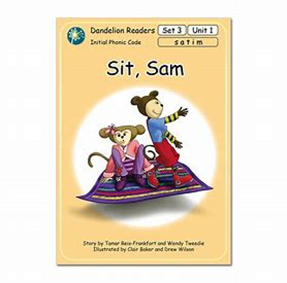 Dandelion Readers
Set 3
Unit 1
Initial Phonic Code
s a t i m
Sit, Sam
Story by Tamar Reis-Frankfort and Wendy Tweedie
Illustrated by Clair Baker and Drew Wilson